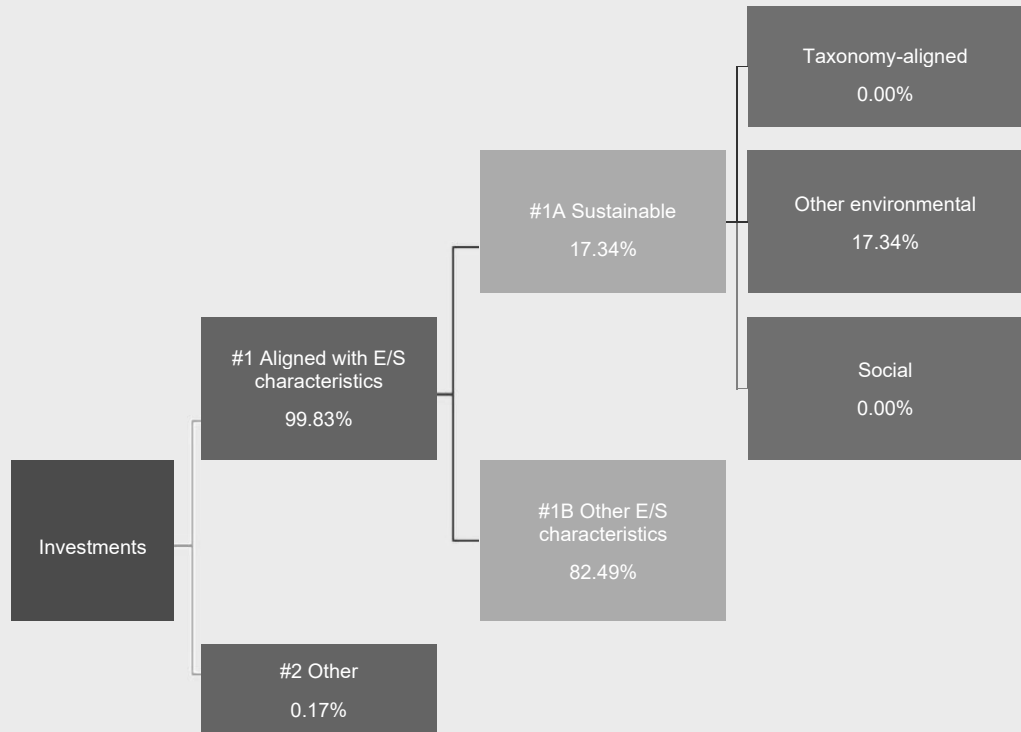 Taxonomy-aligned
0.00%
#1A Sustainable
17.34%
Other environmental
17.34%
#1 Aligned with E/S
characteristics
99.83%
Social
0.00%
Investments
#1B Other E/S
characteristics
82.49%
#2 Other
0.17%